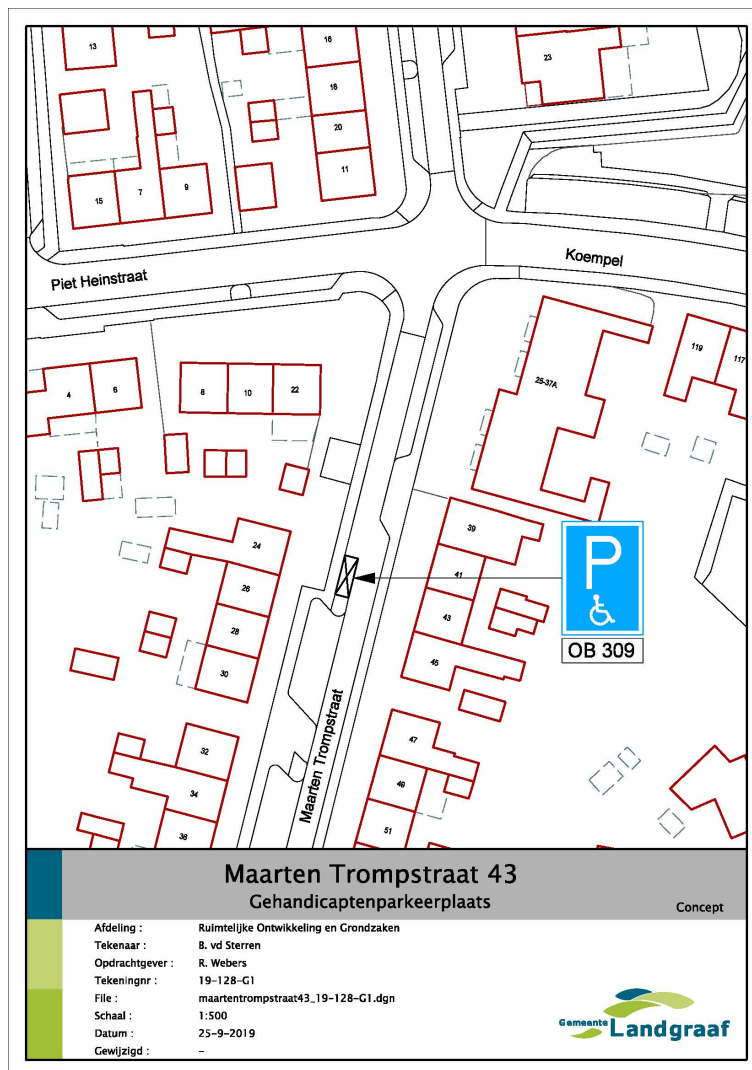 13
16
23
18
20
11
15
7
9
Piet Heinstraat
Koempel
119
117
25-37A
4
6
8
10
22
39
24
41
26
43
28
45
30
P
OB 309
Maarten Trompstraat
47
32
49
34
51
36
Maarten Trompstraat 43
Gehandicaptenparkeerplaats
Concept
Afdeling : Ruimtelijke Ontwikkeling en Grondzaken
Tekenaar : B. vd Sterren
Opdrachtgever : R. Webers
Tekeningnr : 19-128-G1
File : maartentrompstraat43_19-128-G1.dgn
Schaal : 1:500
Datum : 25-9-2019
Gewijzigd : -
Gemeente Landgraaf